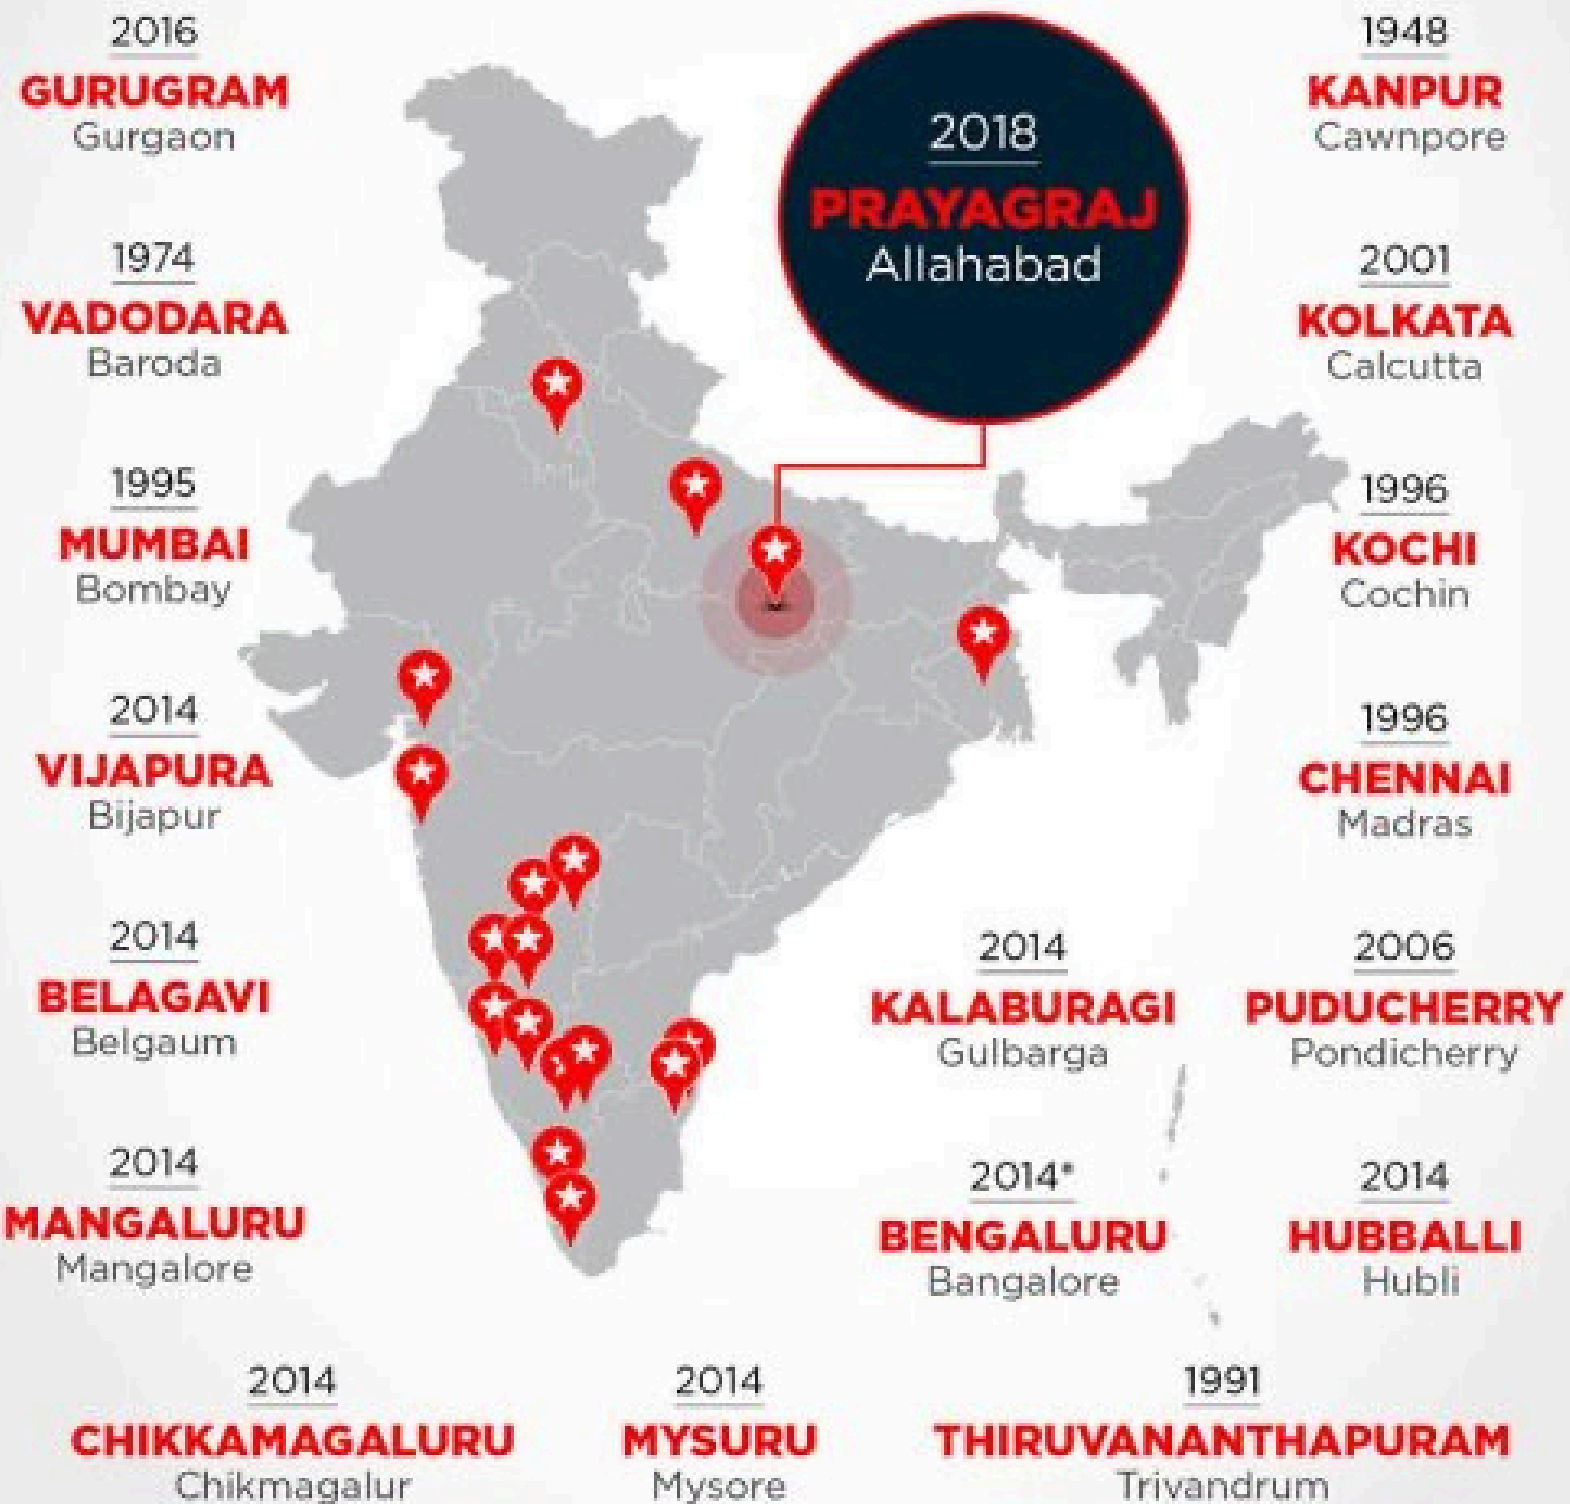 2016
GURUGRAM
Gurgaon
2018
PRAYAGRAJ
Allahabad
1948
KANPUR
Cawnpore
1974
VADODARA
Baroda
2001
KOLKATA
Calcutta
1995
MUMBAI
Bombay
1996
KOCHI
Cochin
2014
VIJAPURA
Bijapur
1996
CHENNAI
Madras
2014
BELAGAVI
Belgaum
2014
KALABURAGI
Gulbarga
2006
PUDUCHERRY
Pondicherry
2014
MANGALURU
Mangalore
2014*
BENGALURU
Bangalore
2014
HUBBALLI
Hubli
2014
CHIKKAMAGALURU
Chikmagalur
2014
MYSURU
Mysore
1991
THIRUVANANTHAPURAM
Trivandrum